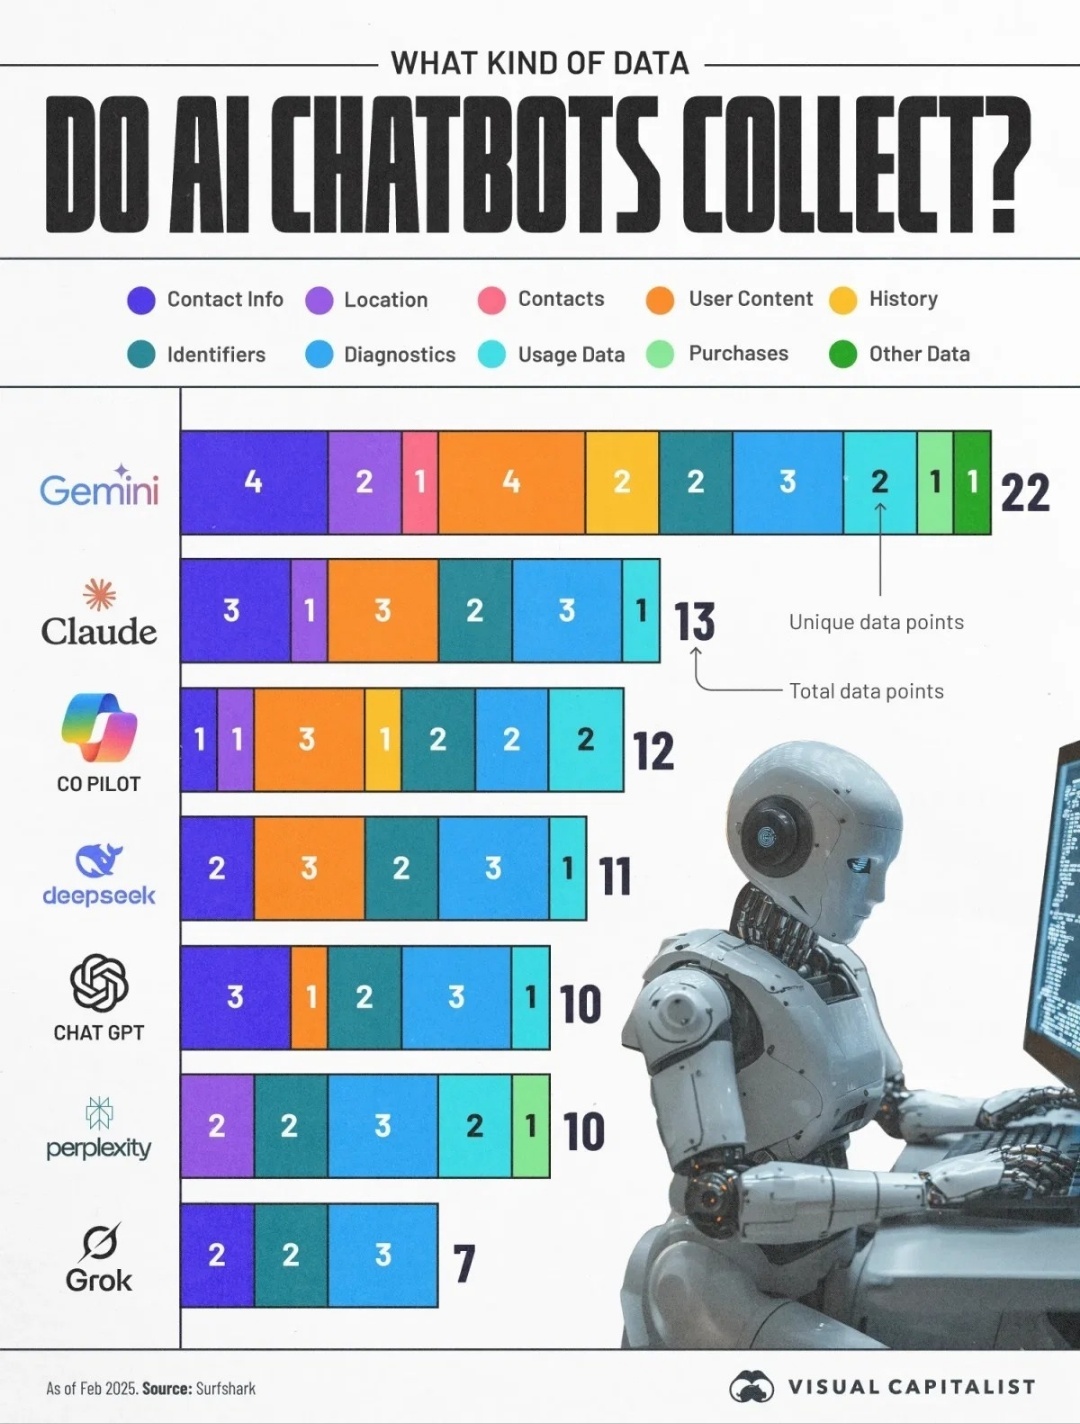 WHAT KIND OF DATA
DO AI CHATBOTS COLLECT?
Contact Info Location Contacts User Content History
Identifiers Diagnostics Usage Data Purchases Other Data
Gemini 4 2 1 4 2 2 3 2 1 1 22
Claude 3 1 3 2 3 1 13
Unique data points
Total data points
CO PILOT 1 1 3 1 2 2 2 12
deepseek 2 3 2 3 1 11
CHAT GPT 3 1 2 3 1 10
perplexity 2 2 3 2 1 10
Grok 2 2 3 7
As of Feb 2025. Source: Surfshark
VISUAL CAPITALIST